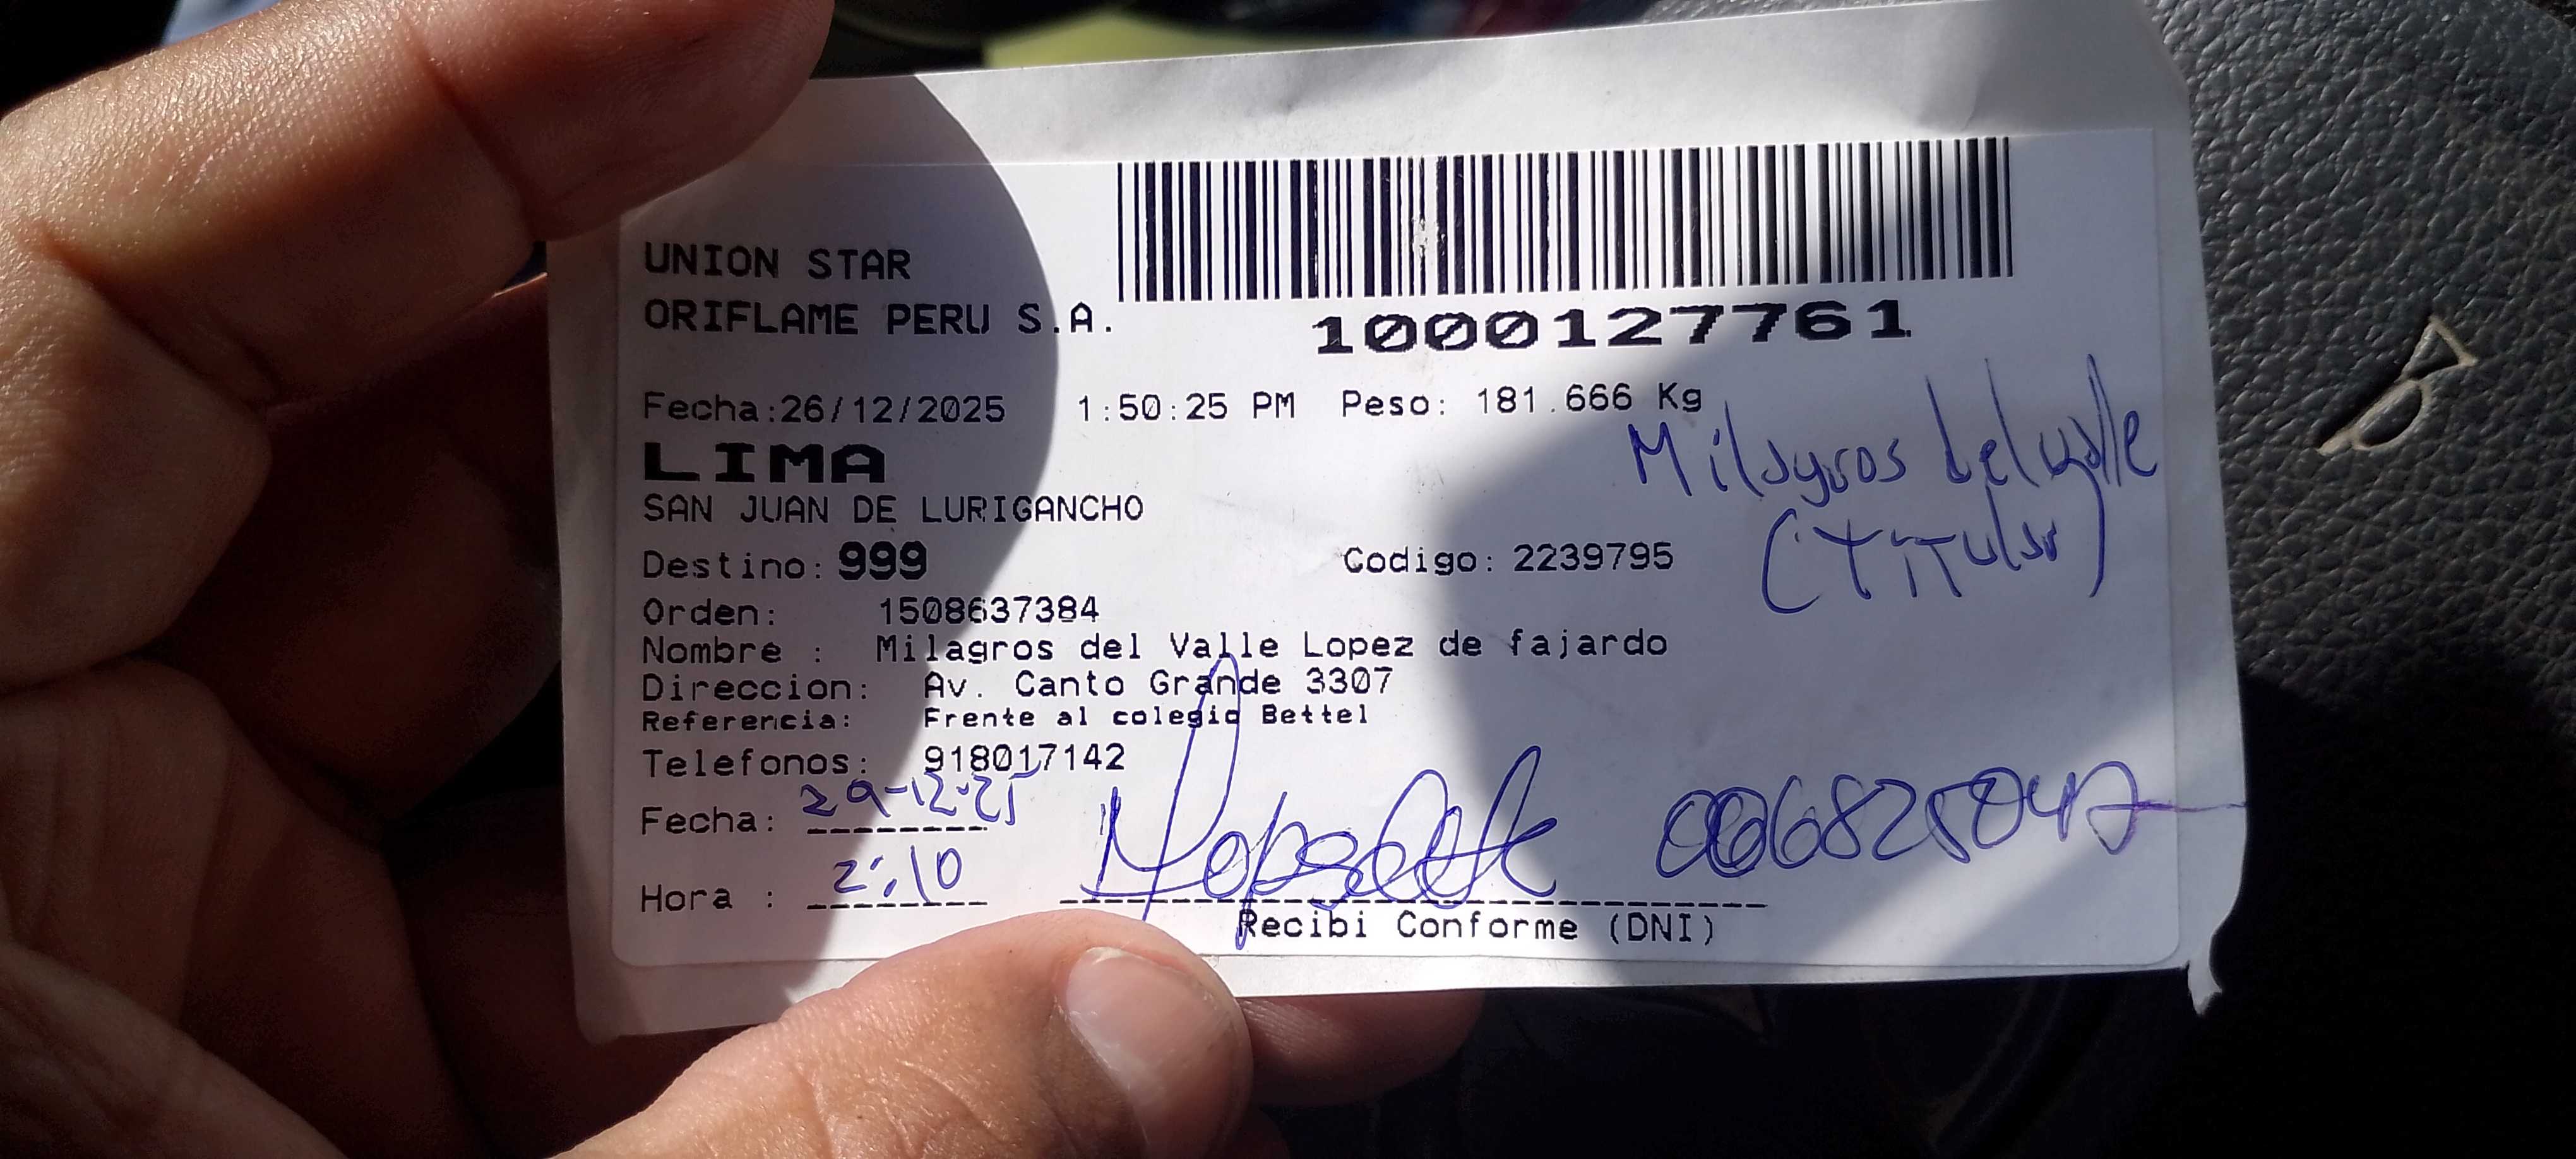 UNION STAR
ORIFLAME PERU S.A.
1000127761
Fecha:26/12/2025 1:50:25 PM Peso: 181.666 Kg
LIMA
Milagros del valle
SAN JUAN DE LURIGANCHO
(Titular)
Destino: 999 Codigo: 2239795
Orden: 1508637384
Nombre : Milagros del Valle Lopez de fajardo
Direccion: Av. Canto Grande 3307
Referencia: Frente al colegio Bettel
Telefonos: 918017142
Fecha: 29-12-25
Hora : 2:10
Recibi Conforme (DNI)